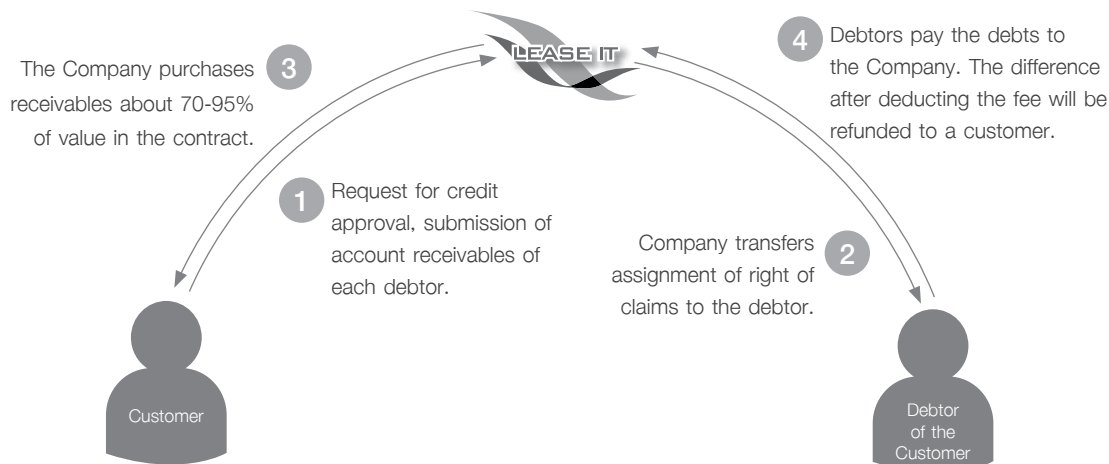 LEASE IT
3
The Company purchases
receivables about 70-95%
of value in the contract.
1
Request for credit
approval, submission of
account receivables of
each debtor.
4
Debtors pay the debts to
the Company. The difference
after deducting the fee will be
refunded to a customer.
2
Company transfers
assignment of right of
claims to the debtor.
Customer
Debtor
of the
Customer